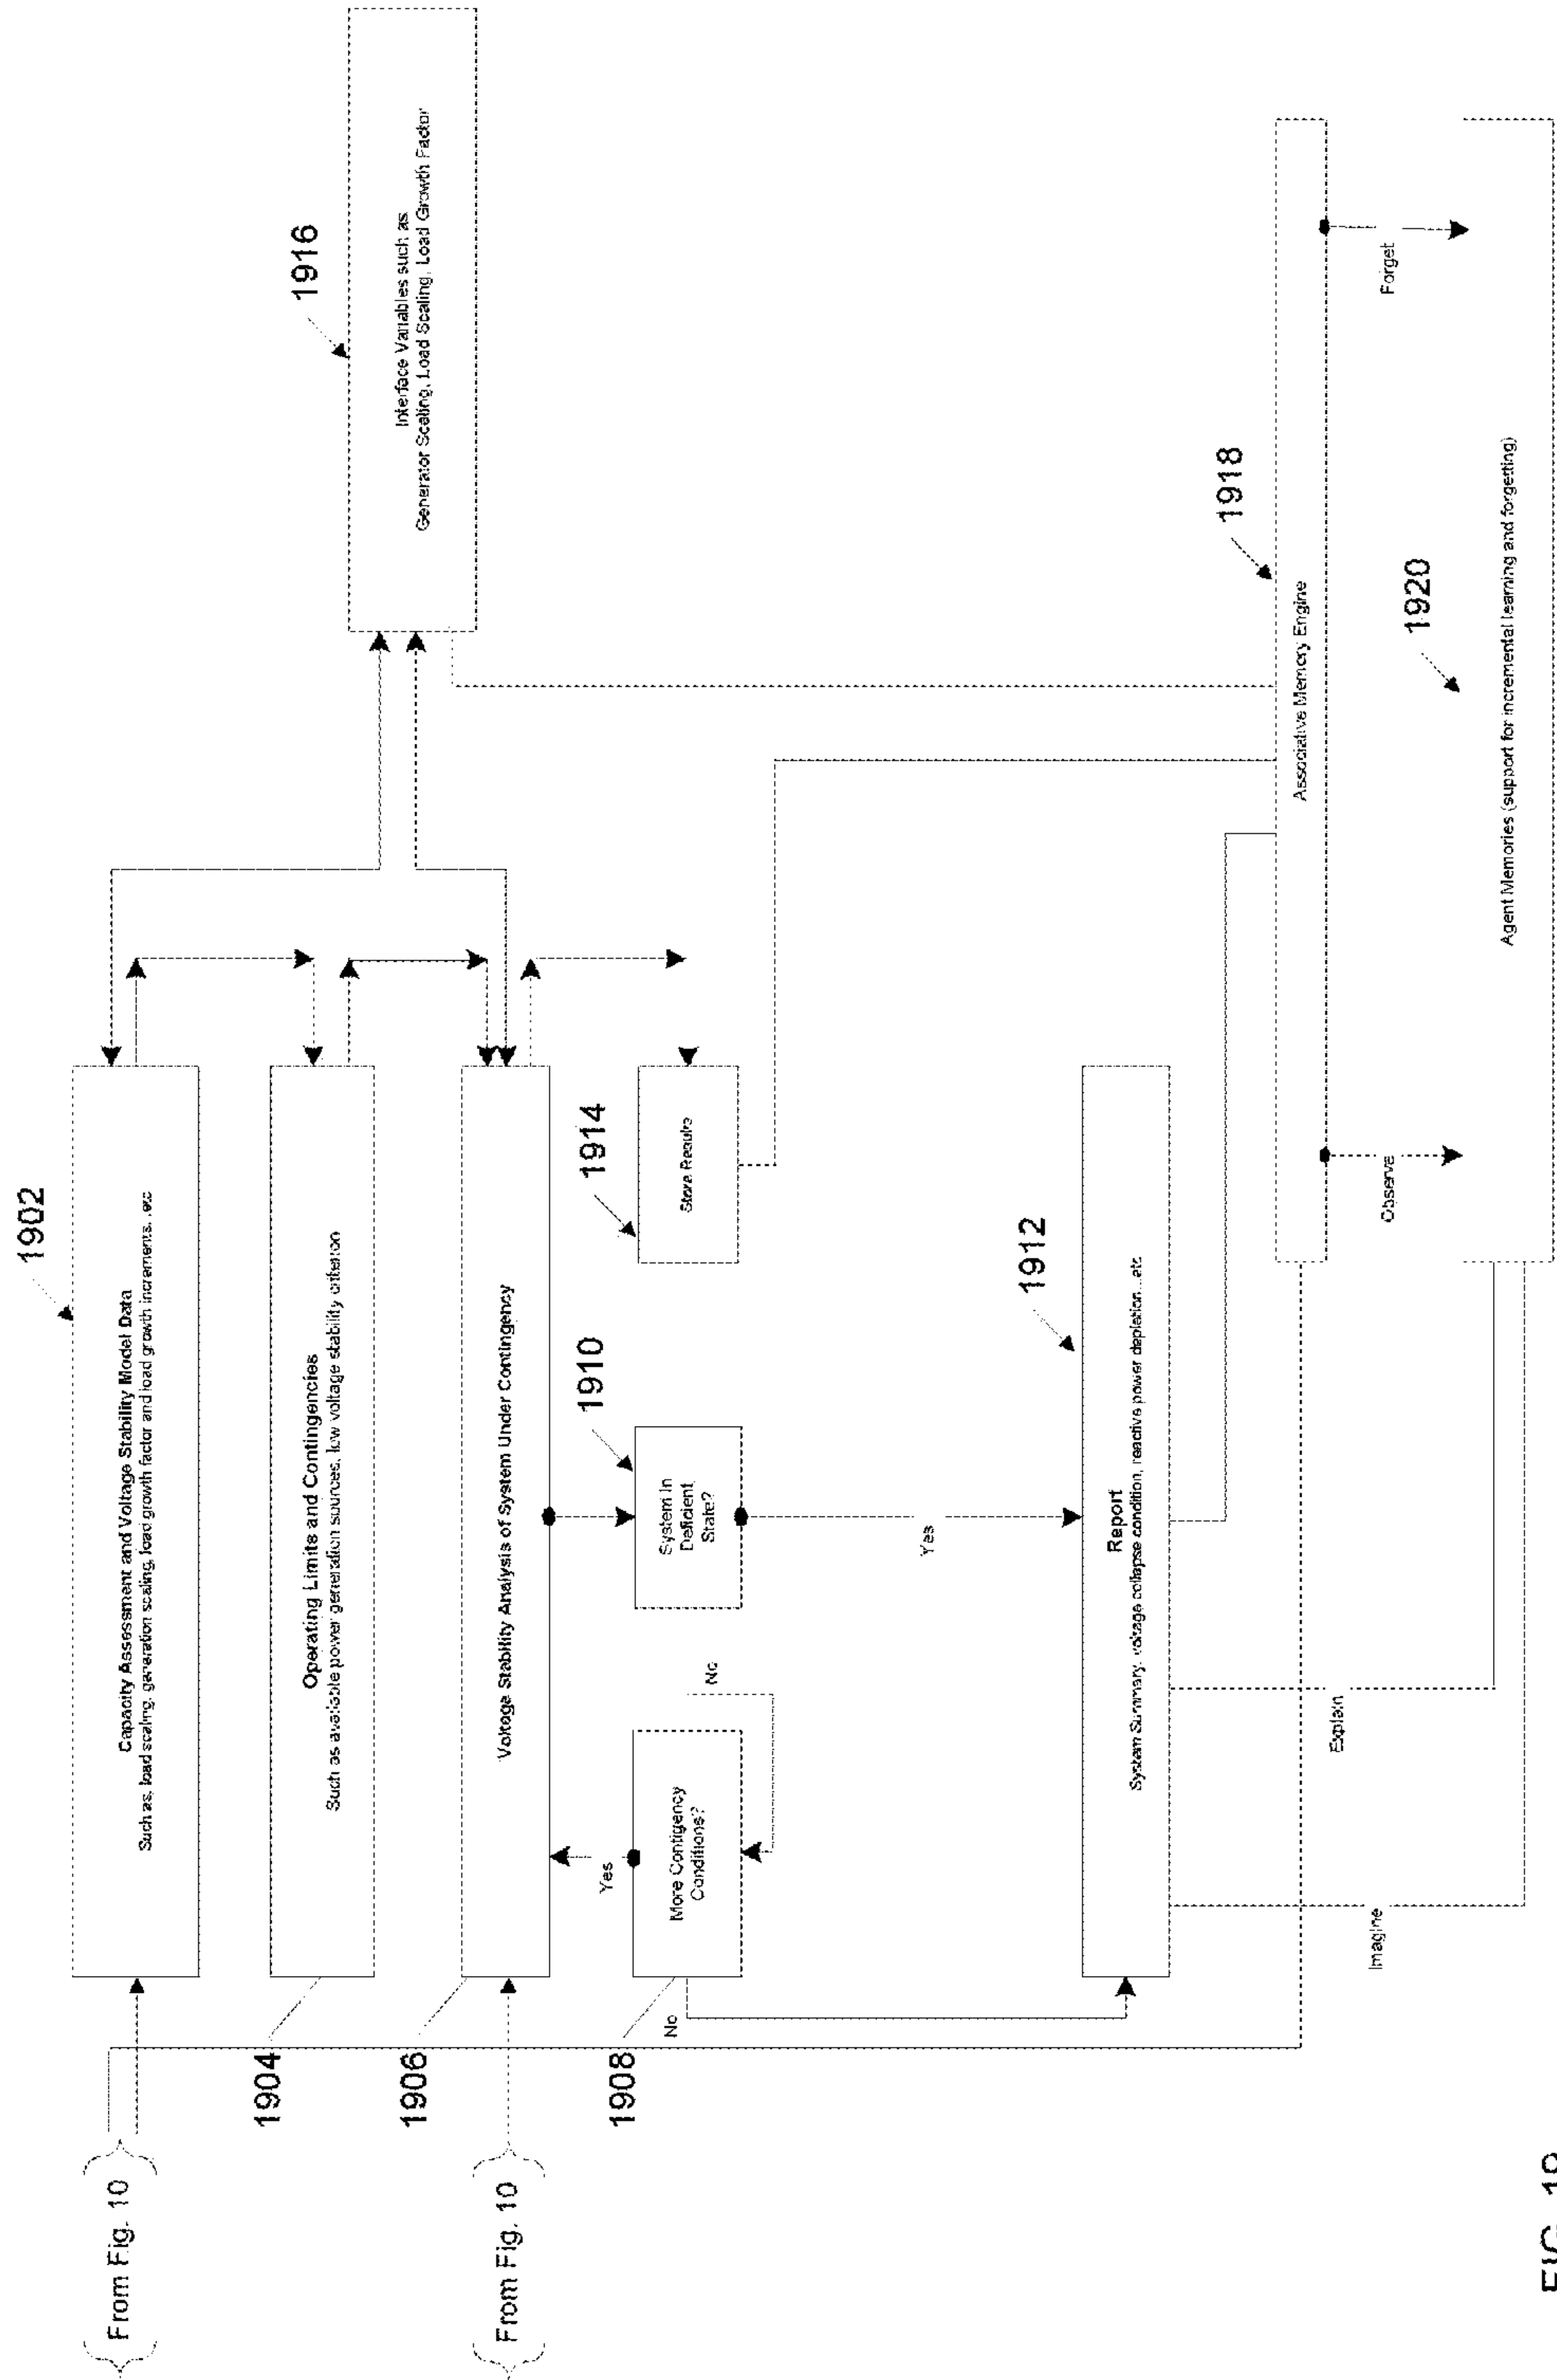 From Fig. 10
1902
Capacity Assessment and Voltage Stability Model Data
Such as, load scaling, generation scaling, load growth factor and load growth increments...etc
1904
Operating Limits and Contingencies
Such as available power generation sources, low voltage stability criterion
From Fig. 10
1906
Voltage Stability Analysis of System Under Contingency
1916
Interface Variables such as
Generator Scaling, Load Scaling, Load Growth Factor
1908
More Contigency
Conditions?
Yes
No
No
1910
System In
Deficient
State?
Yes
1914
Store Results
1912
Report
System Summary, voltage collapse condition, reactive power depletion...etc
Explain
Imagine
1918
Associative Memory Engine
Observe
Forget
1920
Agent Memories (support for incremental learning and forgetting)
FIG. 19